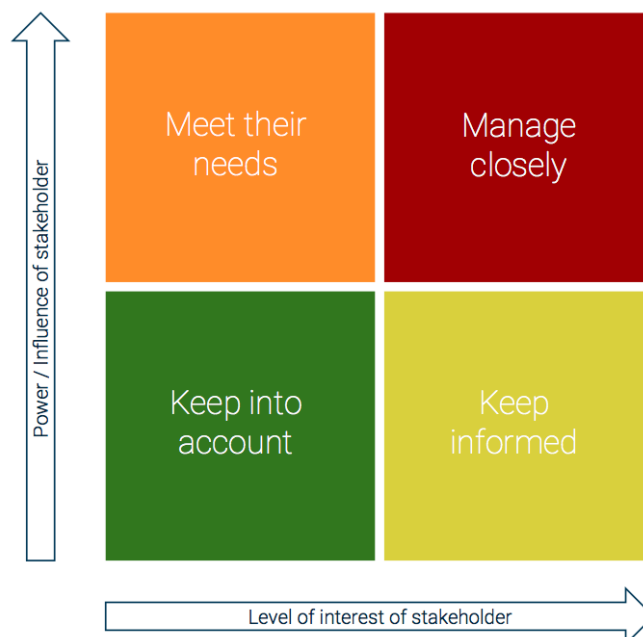 Meet their
needs
Manage
closely
Power / Influence of stakeholder
Keep into
account
Keep
informed
Level of interest of stakeholder